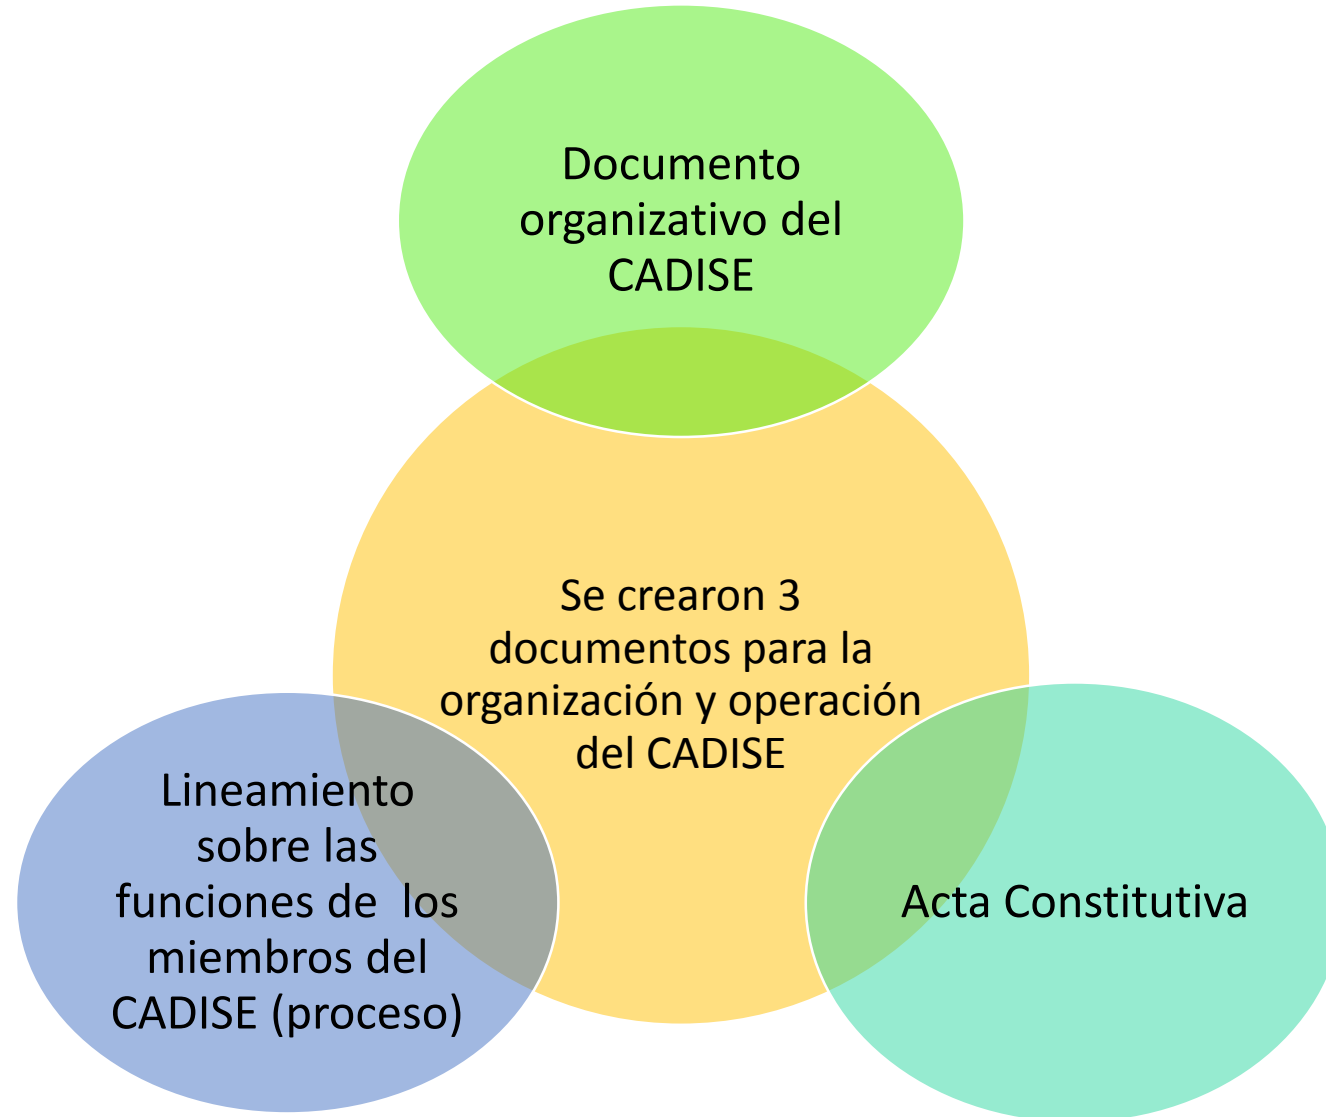 Documento
organizativo del
CADISE
Se crearon 3
documentos para la
organización y operación
del CADISE
Lineamiento
sobre las
funciones de  los
miembros del
CADISE (proceso)
Acta Constitutiva